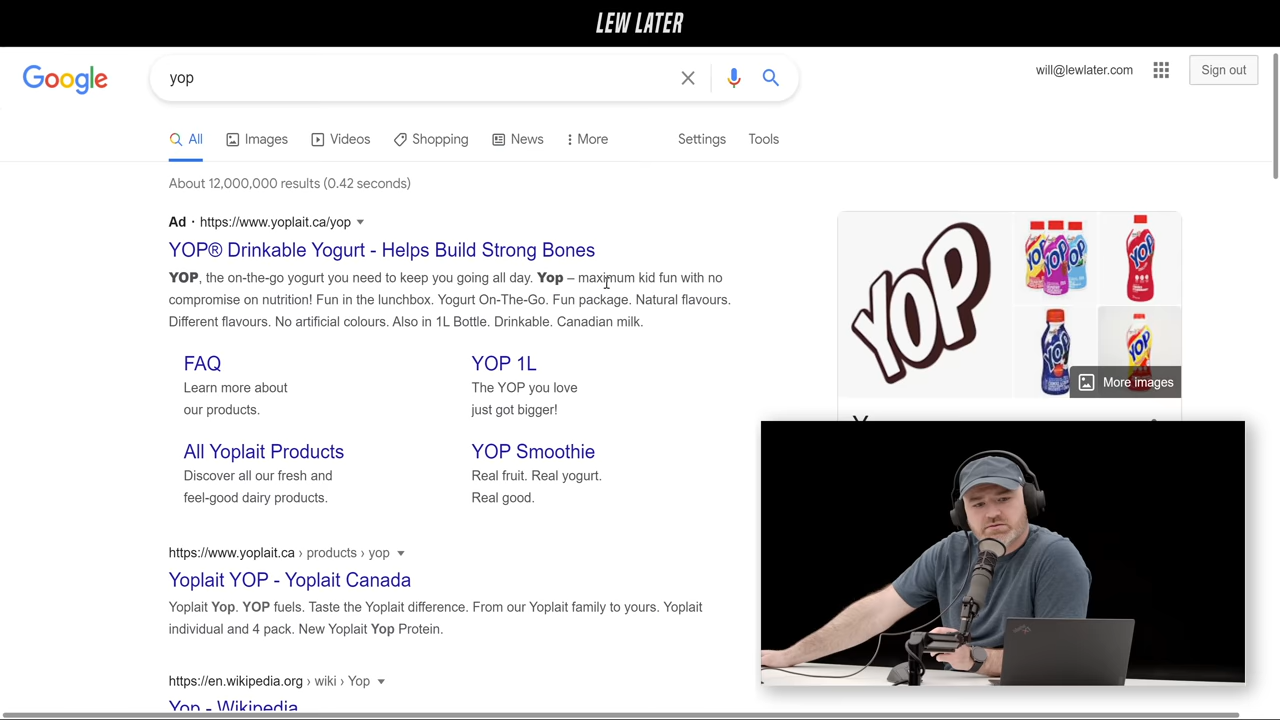 LEW LATER
Google
yop
will@lewlater.com
Sign out
All
Images
Videos
Shopping
News
More
Settings
Tools
About 12,000,000 results (0.42 seconds)
Ad · https://www.yoplait.ca/yop
YOP® Drinkable Yogurt - Helps Build Strong Bones
YOP, the on-the-go yogurt you need to keep you going all day. Yop – maximum kid fun with no
compromise on nutrition! Fun in the lunchbox. Yogurt On-The-Go. Fun package. Natural flavours.
Different flavours. No artificial colours. Also in 1L Bottle. Drinkable. Canadian milk.
FAQ
Learn more about
our products.
YOP 1L
The YOP you love
just got bigger!
All Yoplait Products
Discover all our fresh and
feel-good dairy products.
YOP Smoothie
Real fruit. Real yogurt.
Real good.
https://www.yoplait.ca › products › yop
Yoplait YOP - Yoplait Canada
Yoplait Yop. YOP fuels. Taste the Yoplait difference. From our Yoplait family to yours. Yoplait
individual and 4 pack. New Yoplait Yop Protein.
https://en.wikipedia.org › wiki › Yop
Yop - Wikipedia
YOP
YOP
YOP
YOP
YOP
YOP
YOP
More images